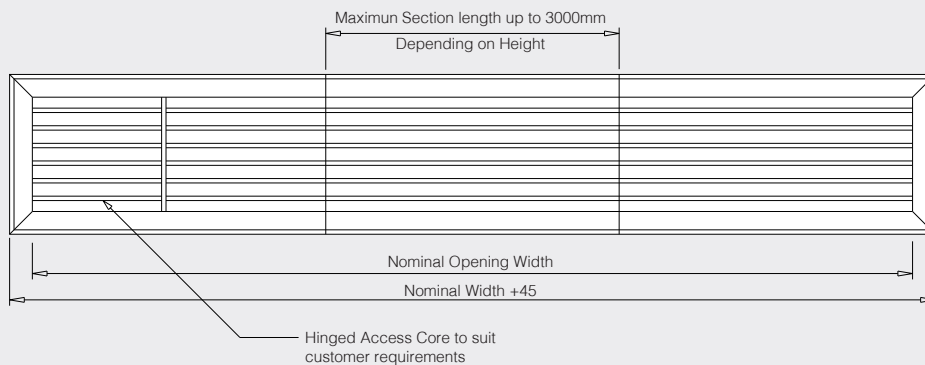 Maximun Section length up to 3000mm
Depending on Height
Nominal Opening Width
Nominal Width +45
Hinged Access Core to suit
customer requirements